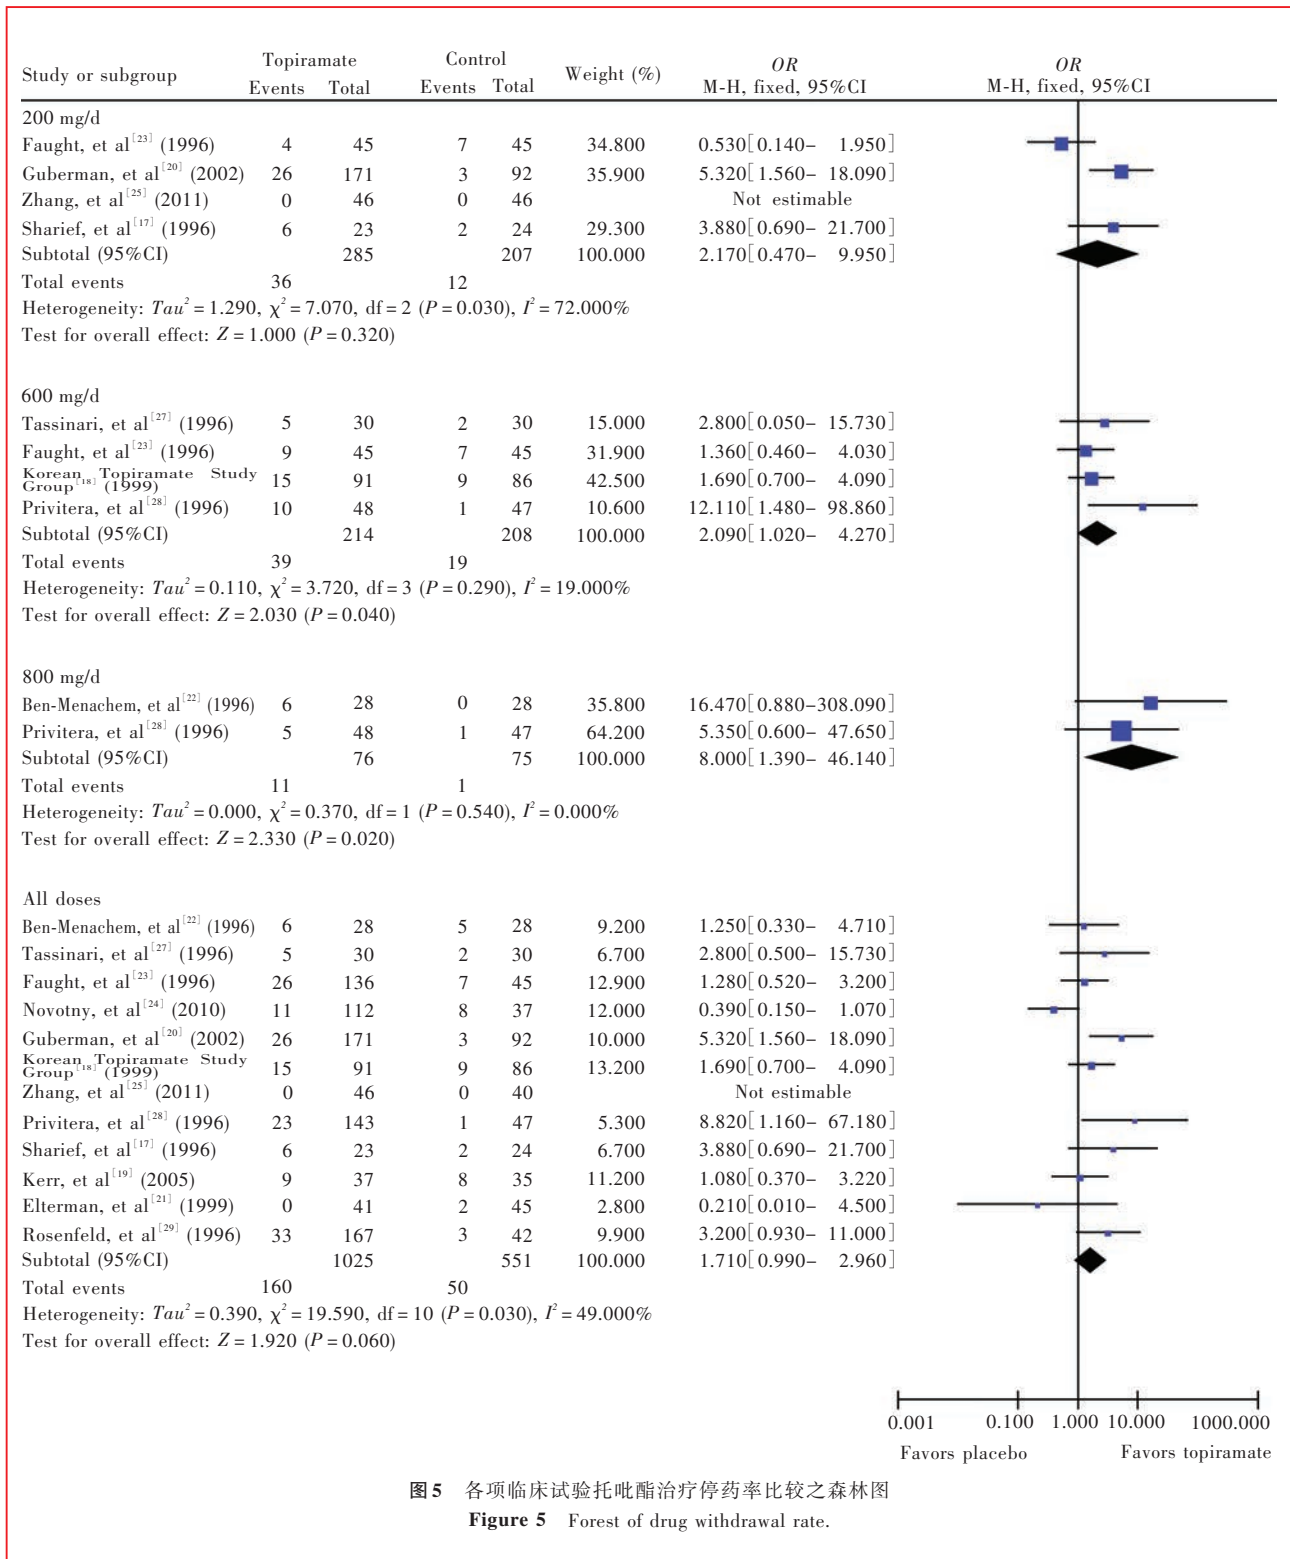 Study or subgroup Topiramate Control Weight (%) OR OR
Events Total Events Total M-H, fixed, 95%CI M-H, fixed, 95%CI
200 mg/d
Faught, et al[23] (1996) 4 45 7 45 34.800 0.530[0.140- 1.950]
Guberman, et al[20] (2002) 26 171 3 92 35.900 5.320[1.560- 18.090]
Zhang, et al[25] (2011) 0 46 0 46 Not estimable
Sharief, et al[17] (1996) 6 23 2 24 29.300 3.880[0.690- 21.700]
Subtotal (95%CI) 285 207 100.000 2.170[0.470- 9.950]
Total events 36 12
Heterogeneity: Tau² = 1.290, χ² = 7.070, df = 2 (P = 0.030), I² = 72.000%
Test for overall effect: Z = 1.000 (P = 0.320)
600 mg/d
Tassinari, et al[27] (1996) 5 30 2 30 15.000 2.800[0.050- 15.730]
Faught, et al[23] (1996) 9 45 7 45 31.900 1.360[0.460- 4.030]
Korean Topiramate Study
Group[18] (1999) 15 91 9 86 42.500 1.690[0.700- 4.090]
Privitera, et al[28] (1996) 10 48 1 47 10.600 12.110[1.480- 98.860]
Subtotal (95%CI) 214 208 100.000 2.090[1.020- 4.270]
Total events 39 19
Heterogeneity: Tau² = 0.110, χ² = 3.720, df = 3 (P = 0.290), I² = 19.000%
Test for overall effect: Z = 2.030 (P = 0.040)
800 mg/d
Ben-Menachem, et al[22] (1996) 6 28 0 28 35.800 16.470[0.880-308.090]
Privitera, et al[28] (1996) 5 48 1 47 64.200 5.350[0.600- 47.650]
Subtotal (95%CI) 76 75 100.000 8.000[1.390- 46.140]
Total events 11 1
Heterogeneity: Tau² = 0.000, χ² = 0.370, df = 1 (P = 0.540), I² = 0.000%
Test for overall effect: Z = 2.330 (P = 0.020)
All doses
Ben-Menachem, et al[22] (1996) 6 28 5 28 9.200 1.250[0.330- 4.710]
Tassinari, et al[27] (1996) 5 30 2 30 6.700 2.800[0.500- 15.730]
Faught, et al[23] (1996) 26 136 7 45 12.900 1.280[0.520- 3.200]
Novotny, et al[24] (2010) 11 112 8 37 12.000 0.390[0.150- 1.070]
Guberman, et al[20] (2002) 26 171 3 92 10.000 5.320[1.560- 18.090]
Korean Topiramate Study
Group[18] (1999) 15 91 9 86 13.200 1.690[0.700- 4.090]
Zhang, et al[25] (2011) 0 46 0 40 Not estimable
Privitera, et al[28] (1996) 23 143 1 47 5.300 8.820[1.160- 67.180]
Sharief, et al[17] (1996) 6 23 2 24 6.700 3.880[0.690- 21.700]
Kerr, et al[19] (2005) 9 37 8 35 11.200 1.080[0.370- 3.220]
Elterman, et al[21] (1999) 0 41 2 45 2.800 0.210[0.010- 4.500]
Rosenfeld, et al[29] (1996) 33 167 3 42 9.900 3.200[0.930- 11.000]
Subtotal (95%CI) 1025 551 100.000 1.710[0.990- 2.960]
Total events 160 50
Heterogeneity: Tau² = 0.390, χ² = 19.590, df = 10 (P = 0.030), I² = 49.000%
Test for overall effect: Z = 1.920 (P = 0.060)
0.001 0.100 1.000 10.000 1000.000
Favors placebo Favors topiramate
图5 各项临床试验托吡酯治疗停药率比较之森林图
Figure 5 Forest of drug withdrawal rate.